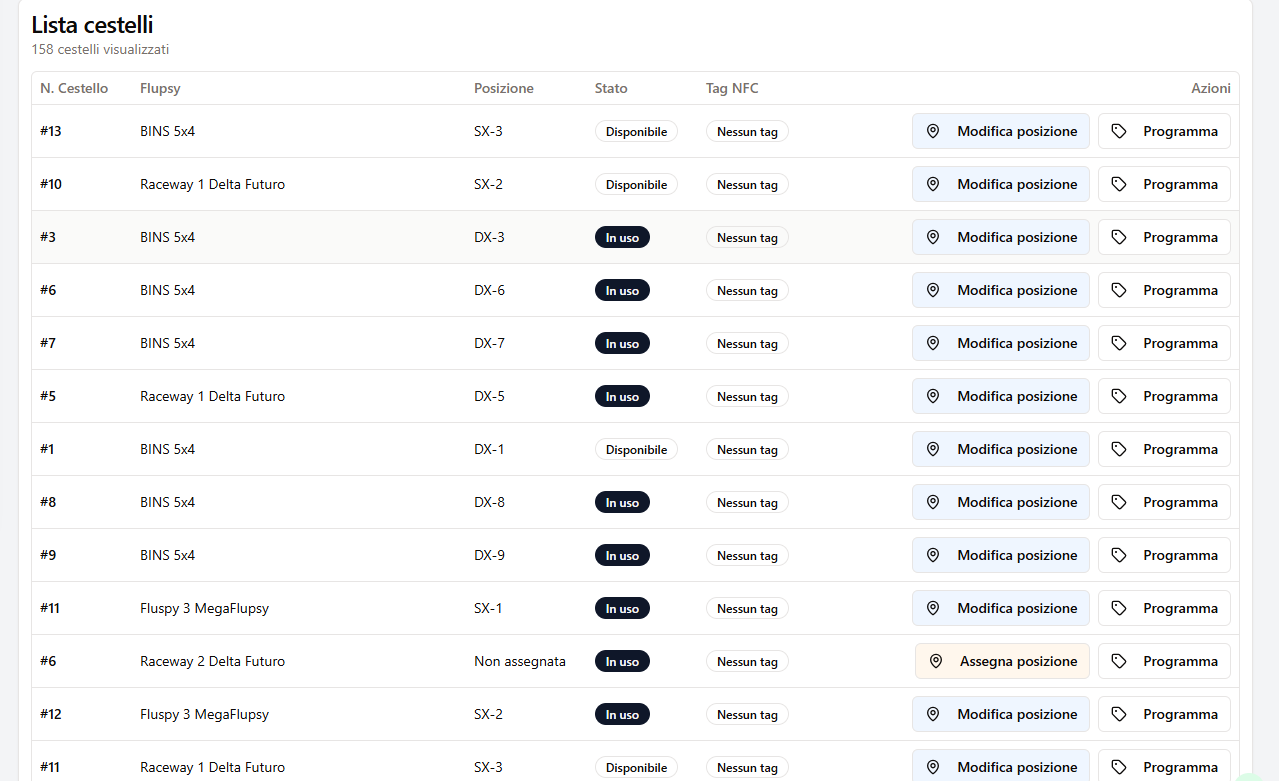 Lista cestelli
158 cestelli visualizzati
N. Cestello Flupsy Posizione Stato Tag NFC Azioni
#13 BINS 5x4 SX-3 Disponibile Nessun tag Modifica posizione Programma
#10 Raceway 1 Delta Futuro SX-2 Disponibile Nessun tag Modifica posizione Programma
#3 BINS 5x4 DX-3 In uso Nessun tag Modifica posizione Programma
#6 BINS 5x4 DX-6 In uso Nessun tag Modifica posizione Programma
#7 BINS 5x4 DX-7 In uso Nessun tag Modifica posizione Programma
#5 Raceway 1 Delta Futuro DX-5 In uso Nessun tag Modifica posizione Programma
#1 BINS 5x4 DX-1 Disponibile Nessun tag Modifica posizione Programma
#8 BINS 5x4 DX-8 In uso Nessun tag Modifica posizione Programma
#9 BINS 5x4 DX-9 In uso Nessun tag Modifica posizione Programma
#11 Fluspy 3 MegaFlupsy SX-1 In uso Nessun tag Modifica posizione Programma
#6 Raceway 2 Delta Futuro Non assegnata In uso Nessun tag Assegna posizione Programma
#12 Fluspy 3 MegaFlupsy SX-2 In uso Nessun tag Modifica posizione Programma
#11 Raceway 1 Delta Futuro SX-3 Disponibile Nessun tag Modifica posizione Programma